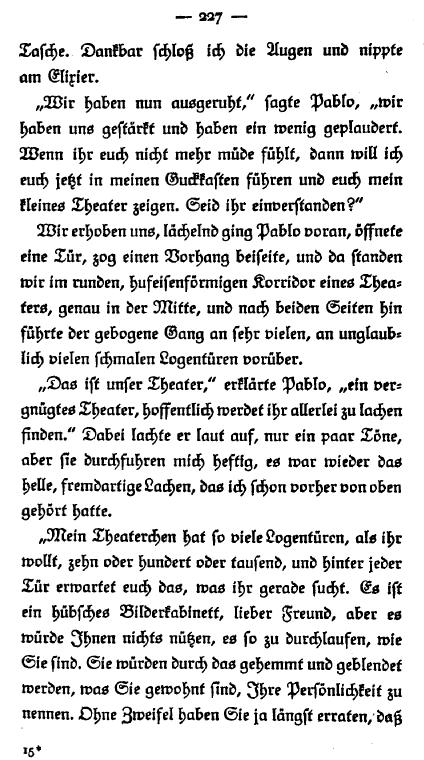 — 227 —
Tasche. Dankbar schloß ich die Augen und nippte
am Elixier.
„Wir haben nun ausgeruht,“ sagte Pablo, „wir
haben uns gestärkt und haben ein wenig geplaudert.
Wenn ihr euch nicht mehr müde fühlt, dann will ich
euch jetzt in meinen Guckkasten führen und euch mein
kleines Theater zeigen. Seid ihr einverstanden?“
Wir erhoben uns, lächelnd ging Pablo voran, öffnete
eine Tür, zog einen Vorhang beiseite, und da standen
wir im runden, hufeisenförmigen Korridor eines Thea-
ters, genau in der Mitte, und nach beiden Seiten hin
führte der gebogene Gang an sehr vielen, an unglaub-
lich vielen schmalen Logentüren vorüber.
„Das ist unser Theater,“ erklärte Pablo, „ein ver-
gnügtes Theater, hoffentlich werdet ihr allerlei zu lachen
finden.“ Dabei lachte er laut auf, nur ein paar Töne,
aber sie durchfuhren mich heftig, es war wieder das
helle, fremdartige Lachen, das ich schon vorher von oben
gehört hatte.
„Mein Theaterchen hat so viele Logentüren, als ihr
wollt, zehn oder hundert oder tausend, und hinter jeder
Tür erwartet euch das, was ihr gerade sucht. Es ist
ein hübsches Bilderkabinett, lieber Freund, aber es
würde Ihnen nichts nützen, es so zu durchlaufen, wie
Sie sind. Sie würden durch das gehemmt und geblendet
werden, was Sie gewohnt sind, Ihre Persönlichkeit zu
nennen. Ohne Zweifel haben Sie ja längst erraten, daß
15*